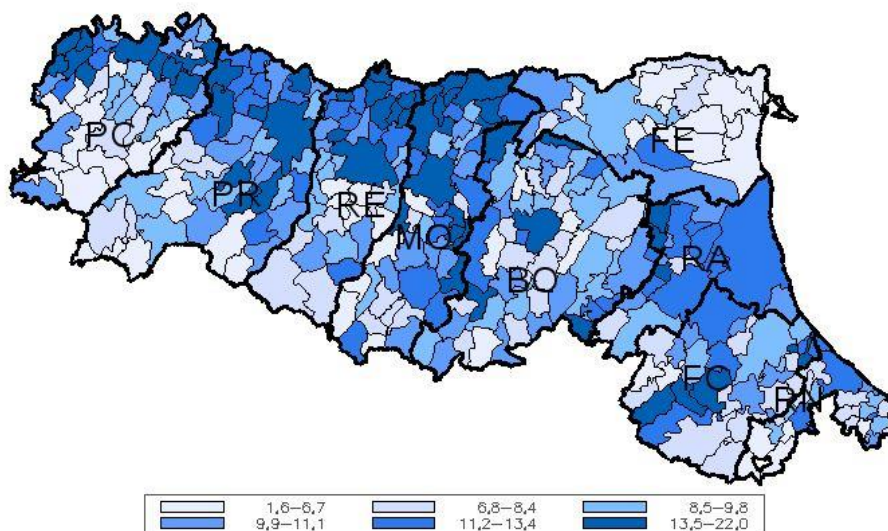 PC
FE
PR
RE
MO
RA
BO
FC
RN
1,6–6,7 6,8–8,4 8,5–9,8
9,9–11,1 11,2–13,4 13,5–22,0